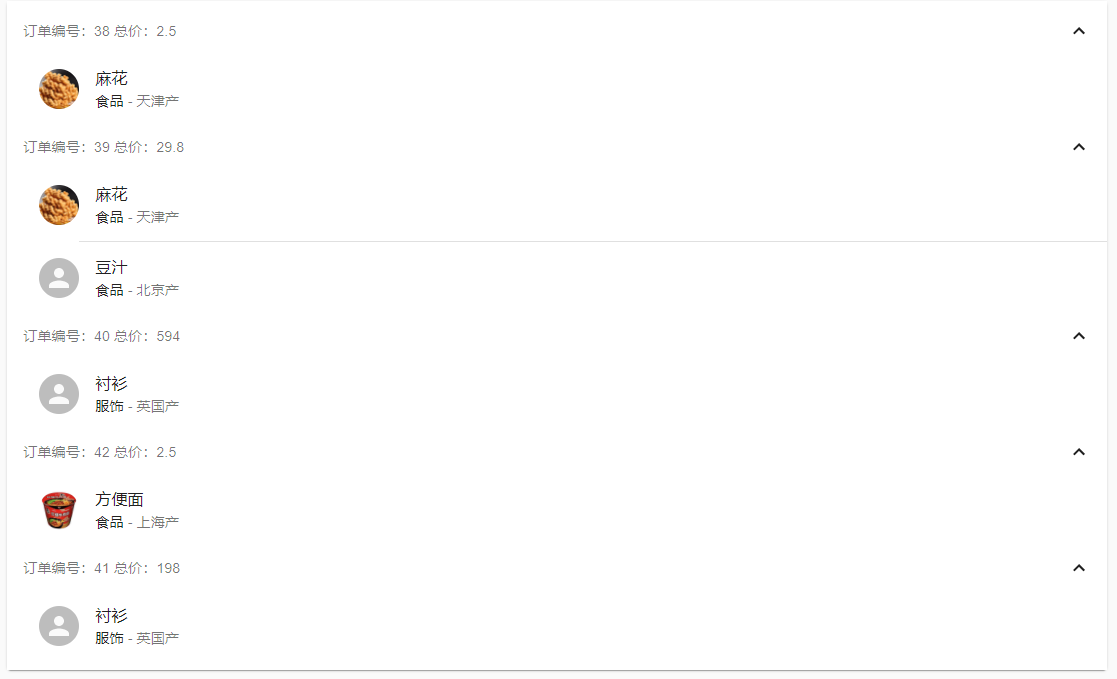 订单编号：38 总价：2.5
麻花
食品 - 天津产
订单编号：39 总价：29.8
麻花
食品 - 天津产
豆汁
食品 - 北京产
订单编号：40 总价：594
衬衫
服饰 - 英国产
订单编号：42 总价：2.5
方便面
食品 - 上海产
订单编号：41 总价：198
衬衫
服饰 - 英国产